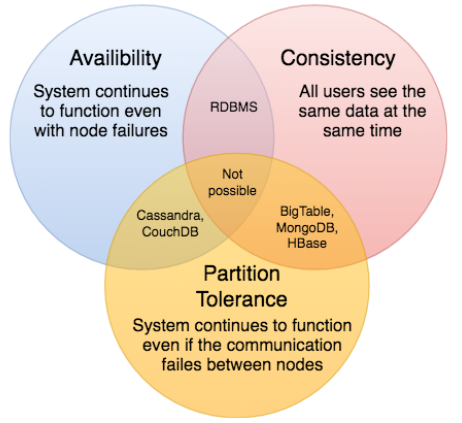 Availibility
System continues
to function even
with node failures
Consistency
All users see the
same data at the
same time
RDBMS
Not
possible
Cassandra,
CouchDB
BigTable,
MongoDB,
HBase
Partition
Tolerance
System continues to function
even if the communication
failes between nodes